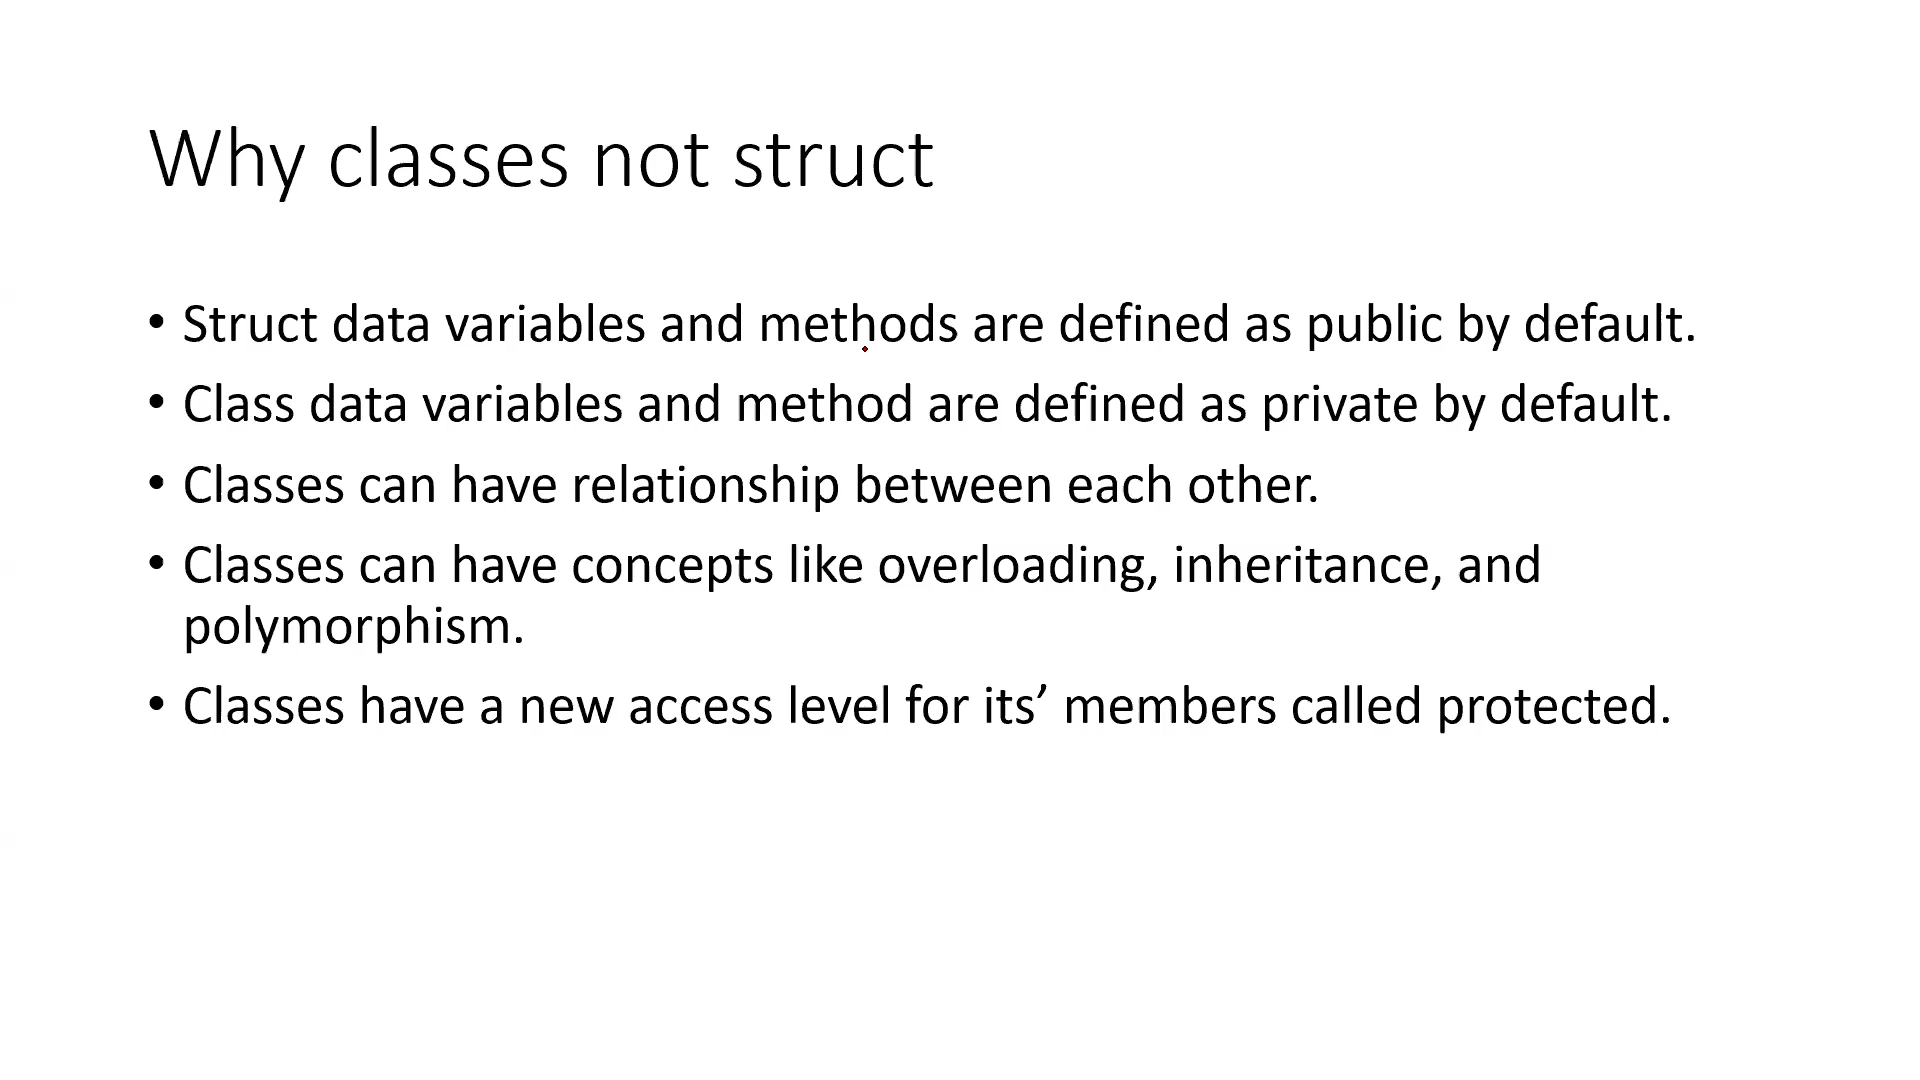 Why classes not struct
• Struct data variables and methods are defined as public by default.
• Class data variables and method are defined as private by default.
• Classes can have relationship between each other.
• Classes can have concepts like overloading, inheritance, and
polymorphism.
• Classes have a new access level for its’ members called protected.